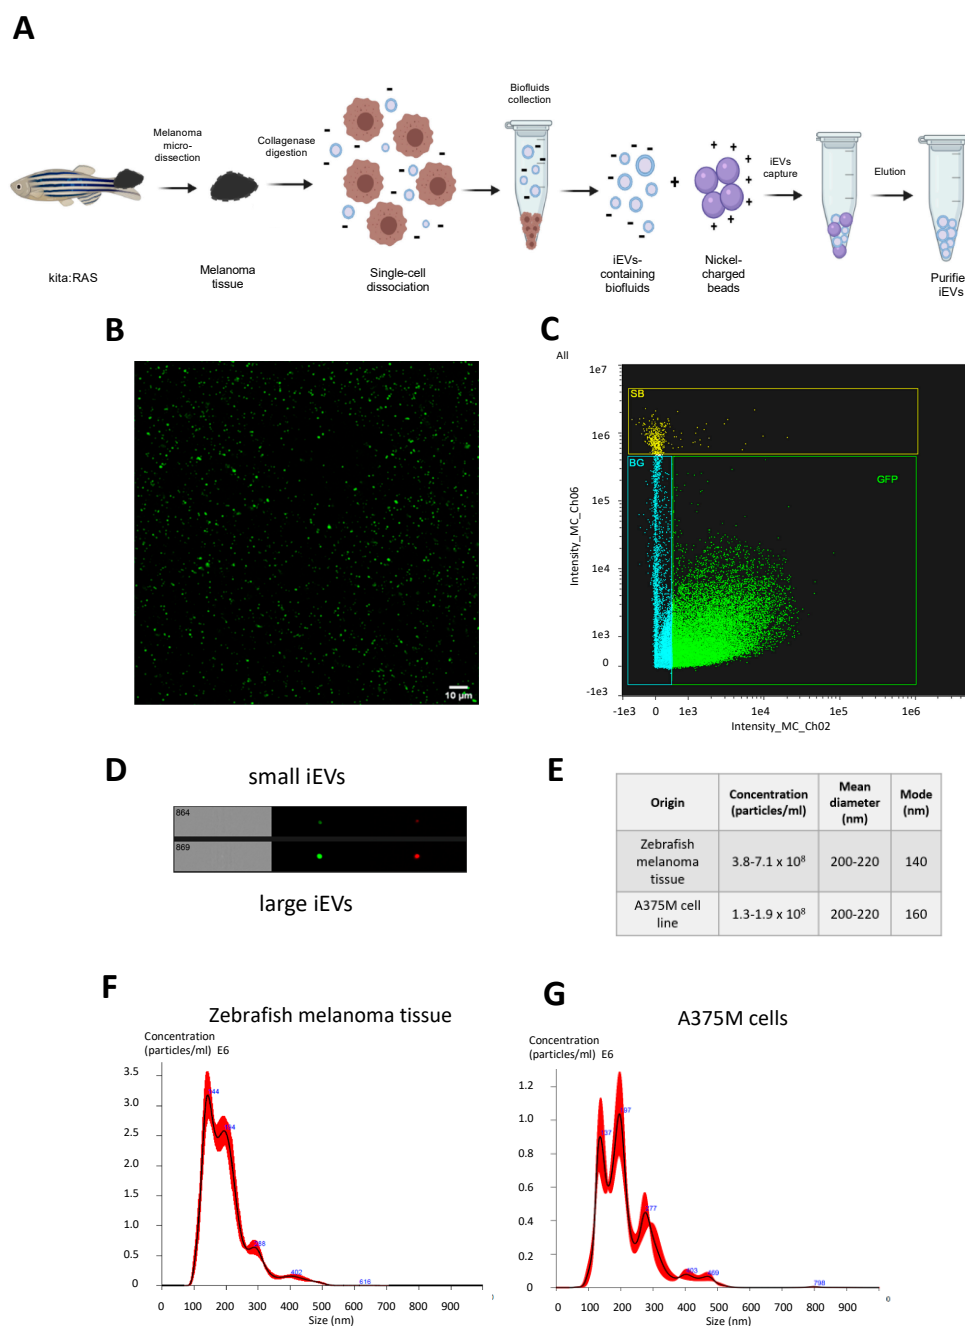 A
Melanoma
micro-
dissection
Collagenase
digestion
Biofluids
collection
iEVs
capture
Elution
kita:RAS
Melanoma
tissue
Single-cell
dissociation
iEVs-
containing
biofluids
Nickel-
charged
beads
Purifie
iEVs
- - - - - - - - - - - -
+
+ + + + + + + +
B
10 µm
C
All
1e7
1e6
1e5
1e4
1e3
0
-1e3
Intensity_MC_Ch06
SB
BG
GFP
-1e3 0 1e3 1e4 1e5 1e6
Intensity_MC_Ch02
D
small iEVs
864
869
large iEVs
E
Origin Concentration (particles/ml) Mean diameter (nm) Mode (nm)
Zebrafish melanoma tissue 3.8-7.1 x 10⁸ 200-220 140
A375M cell line 1.3-1.9 x 10⁸ 200-220 160
F
Zebrafish melanoma tissue
Concentration
(particles/ml) E6
3.5
3.0
2.5
2.0
1.5
1.0
0.5
0
402
616
0 100 200 300 400 500 600 700 800 900
Size (nm)
0
G
A375M cells
Concentration
(particles/ml) E6
1.2
1.0
0.8
0.6
0.4
0.2
0
798
0 100 200 300 400 500 600 700 800 900
Size (nm)
0